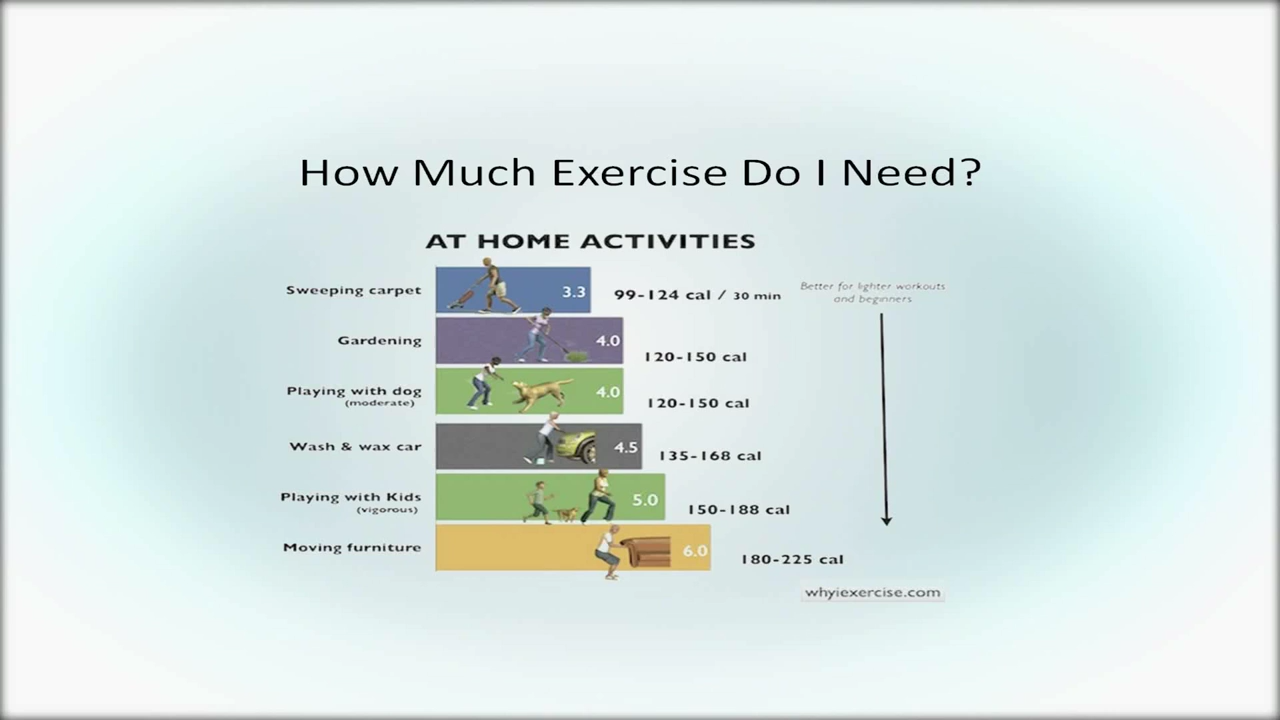 How Much Exercise Do I Need?
AT HOME ACTIVITIES
Sweeping carpet 3.3 99-124 cal / 30 min
Better for lighter workouts
and beginners
Gardening 4.0 120-150 cal
Playing with dog 4.0 120-150 cal
(moderate)
Wash & wax car 4.5 135-168 cal
Playing with Kids 5.0 150-188 cal
(vigorous)
Moving furniture 6.0 180-225 cal
whyiexercise.com